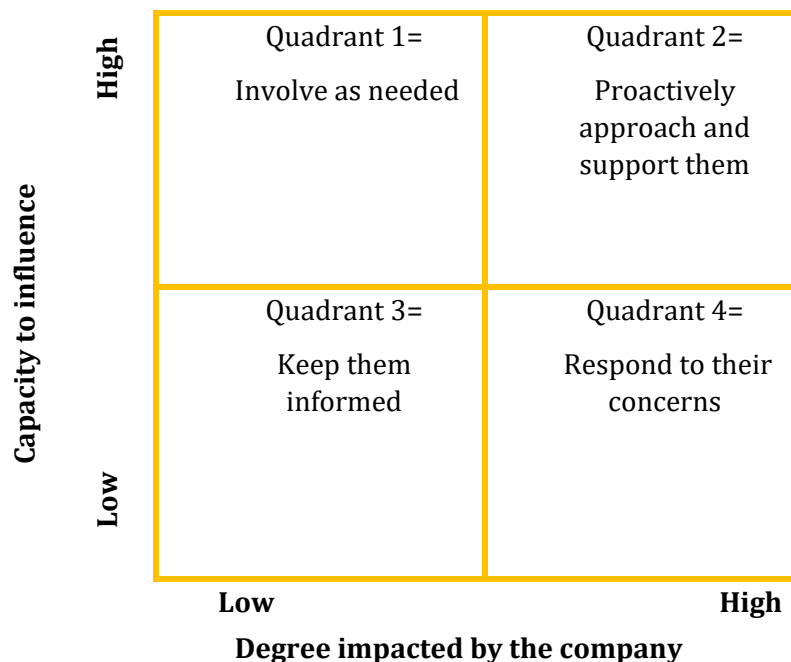 High
Low
Capacity to influence
Quadrant 1=
Involve as needed
Quadrant 2=
Proactively
approach and
support them
Quadrant 3=
Keep them
informed
Quadrant 4=
Respond to their
concerns
Low
High
Degree impacted by the company